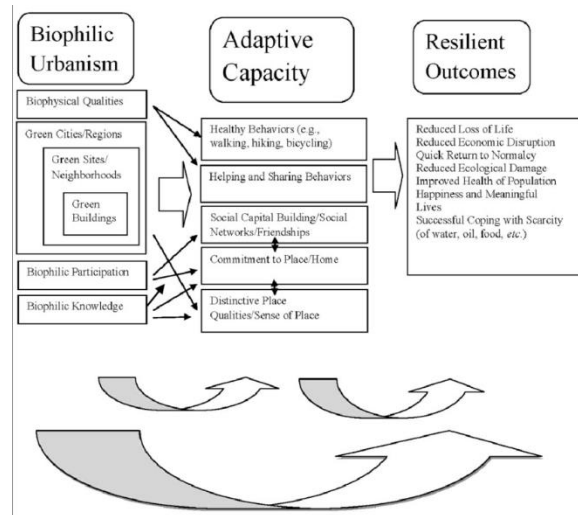 Biophilic
Urbanism
Adaptive
Capacity
Resilient
Outcomes
Biophysical Qualities
Green Cities/Regions
Green Sites/
Neighborhoods
Green
Buildings
Biophilic Participation
Biophilic Knowledge
Healthy Behaviors (e.g.,
walking, hiking, bicycling)
Helping and Sharing Behaviors
Social Capital Building/Social
Networks/Friendships
Commitment to Place/Home
Distinctive Place
Qualities/Sense of Place
Reduced Loss of Life
Reduced Economic Disruption
Quick Return to Normalcy
Reduced Ecological Damage
Improved Health of Population
Happiness and Meaningful
Lives
Successful Coping with Scarcity
(of water, oil, food, etc.)